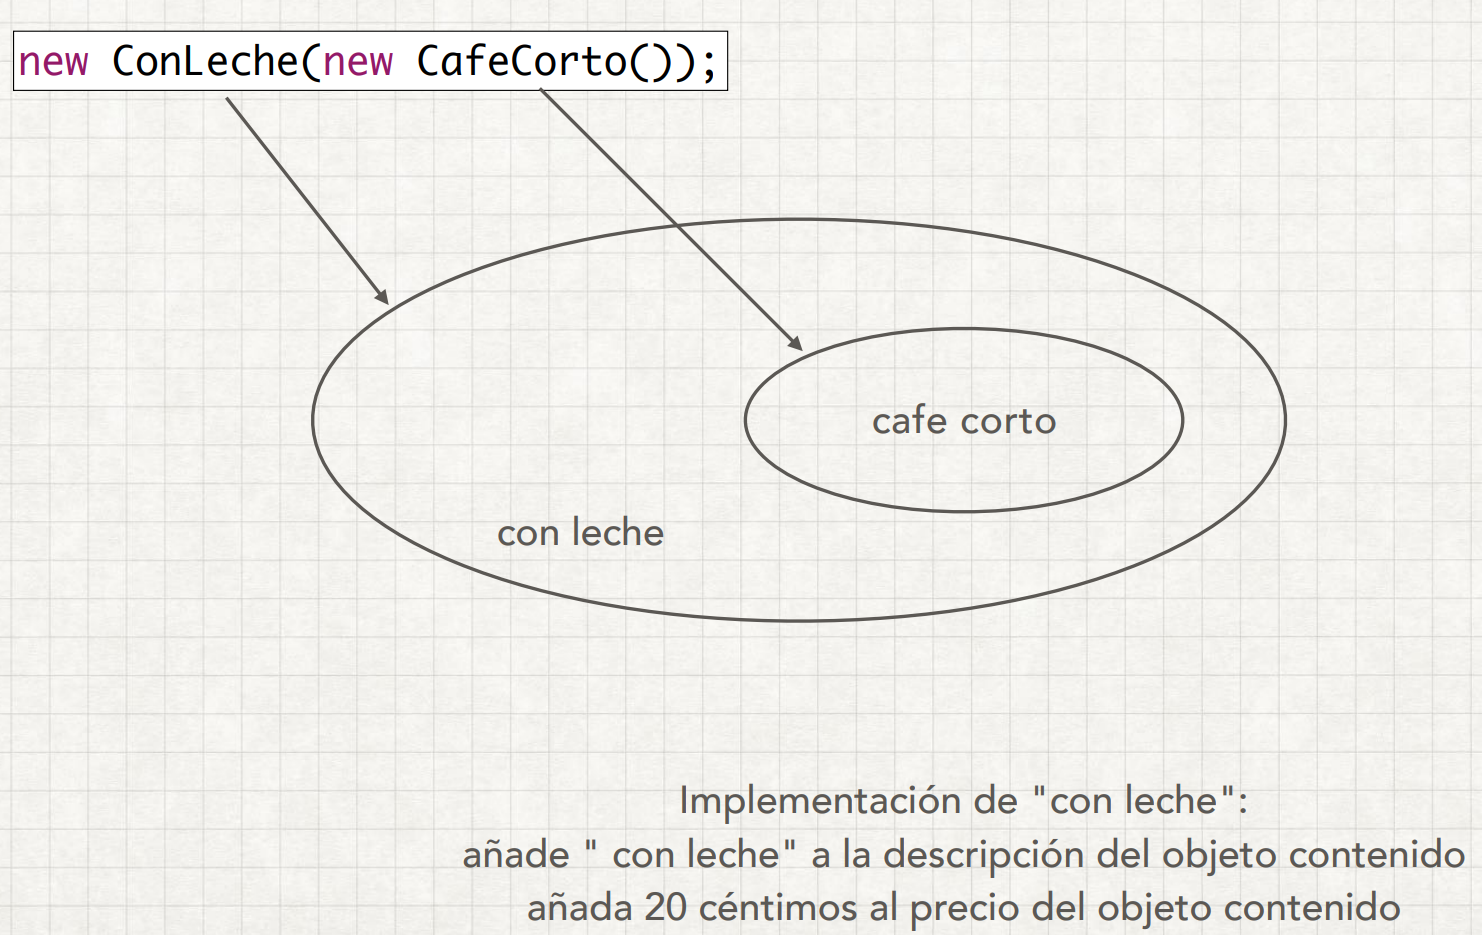 new ConLeche(new CafeCorto());
cafe corto
con leche
Implementación de "con leche":
añade " con leche" a la descripción del objeto contenido
añada 20 céntimos al precio del objeto contenido